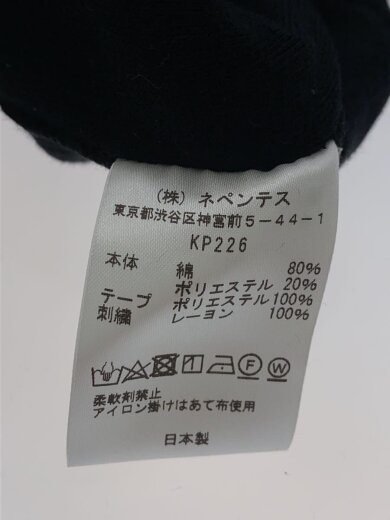 (株) ネペンテス
東京都渋谷区神宮前5-44-1
KP226
本体 綿 80%
ポリエステル 20%
テープ ポリエステル 100%
刺繍 レーヨン 100%
F W
柔軟剤禁止
アイロン掛けはあて布使用
日本製